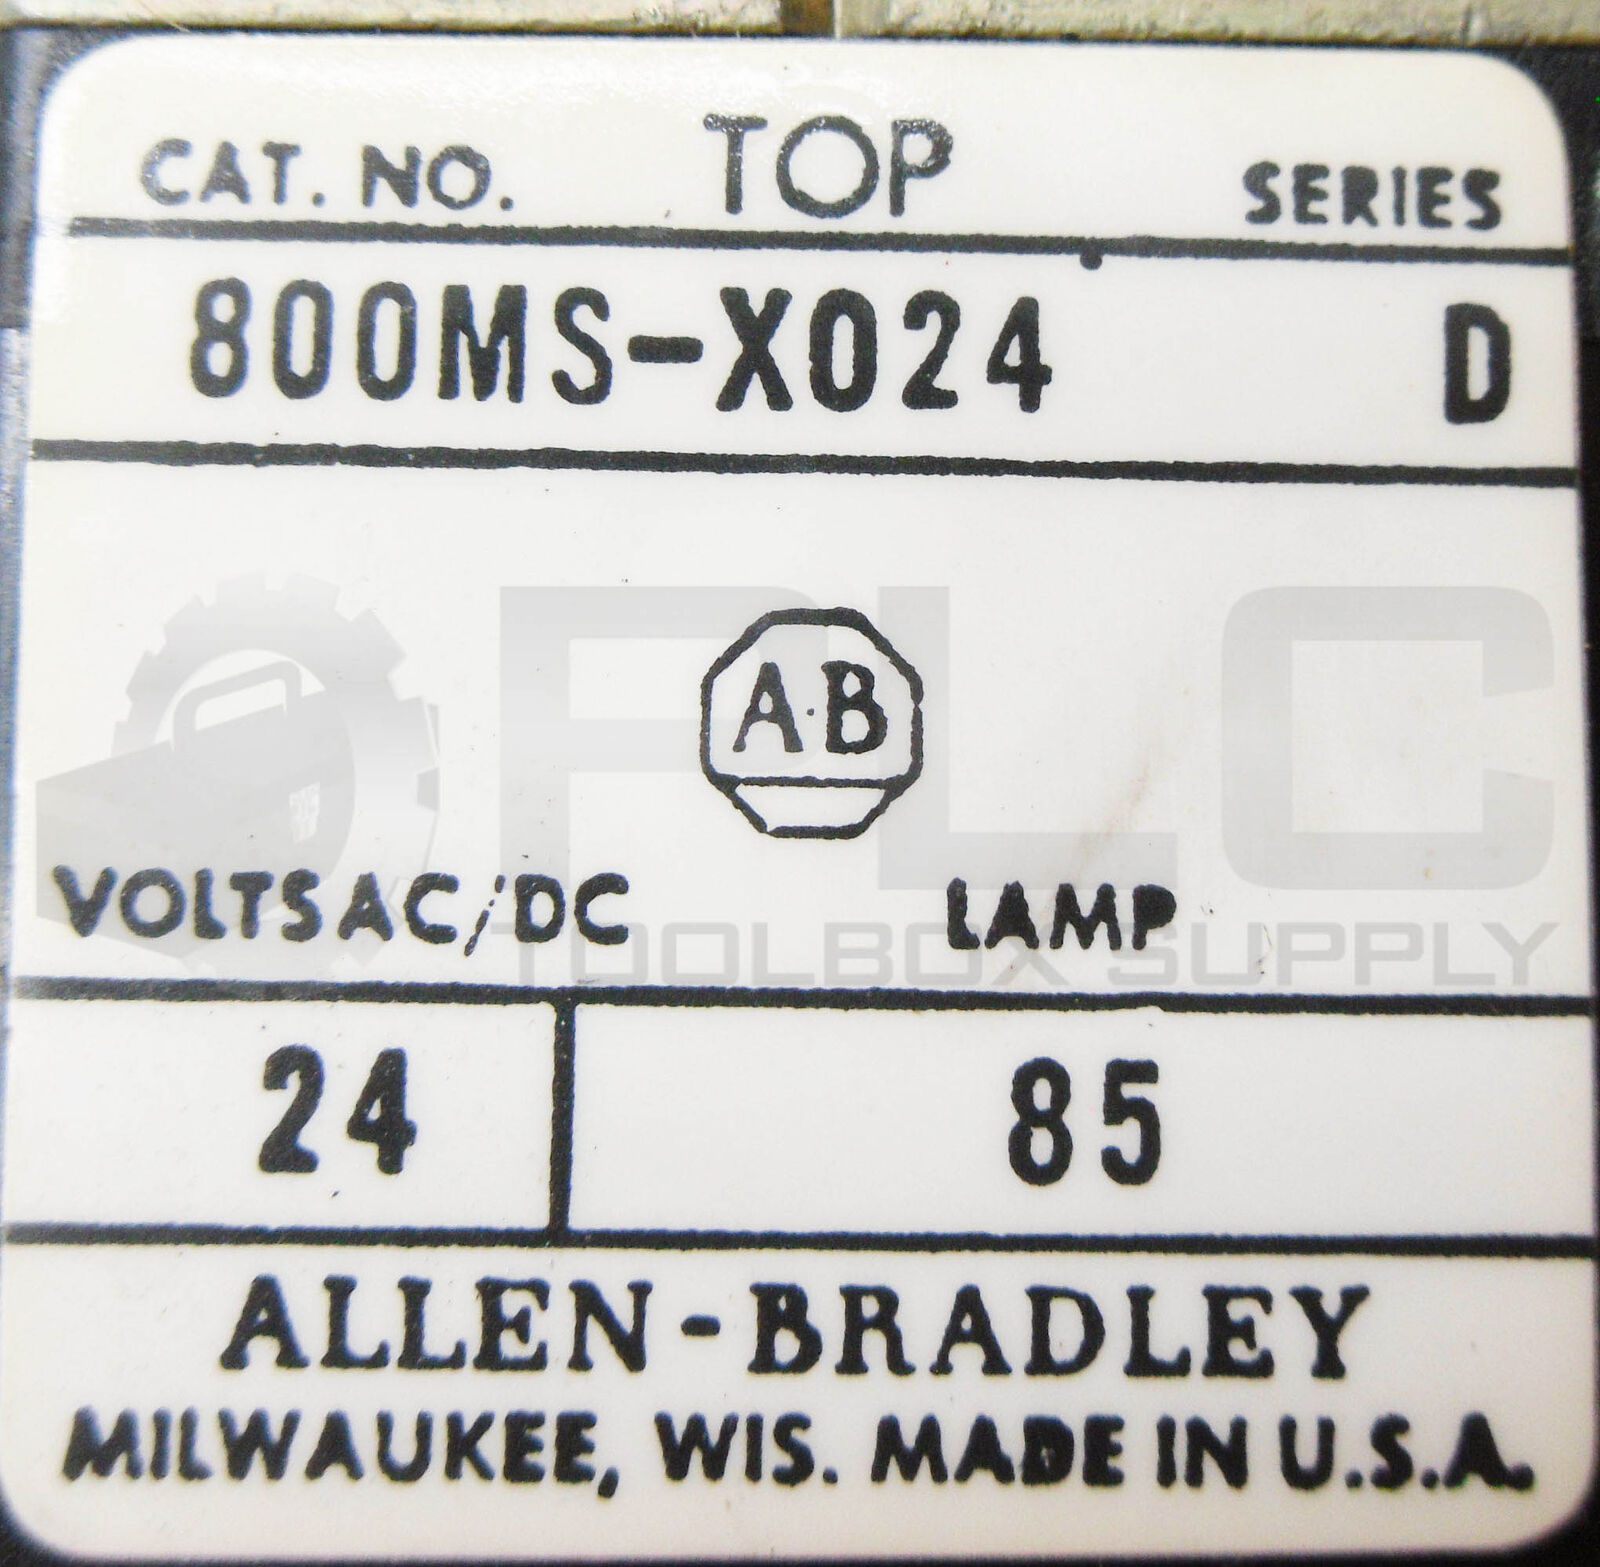 CAT. NO. TOP SERIES
800MS-X024 D
PLC
A·B
VOLTS AC/DC LAMP
TOOLBOX SUPPLY
24 85
ALLEN-BRADLEY
MILWAUKEE, WIS. MADE IN U.S.A.